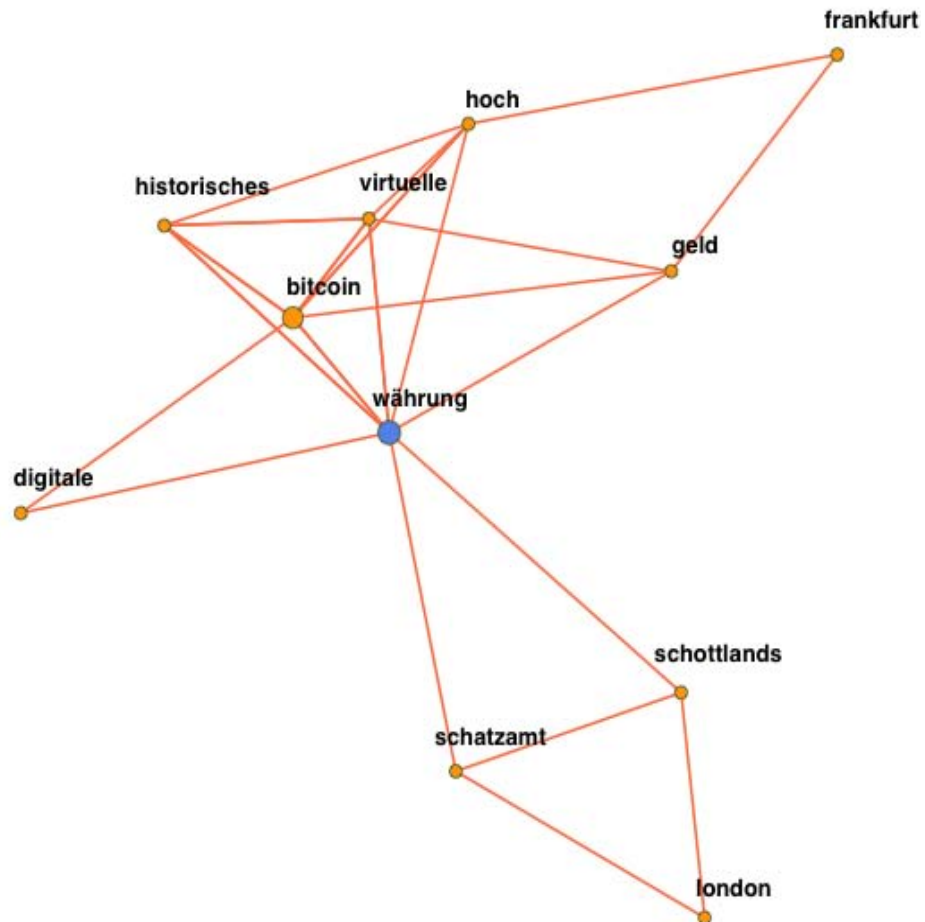 frankfurt
hoch
historisches
virtuelle
geld
bitcoin
währung
digitale
schottlands
schatzamt
london